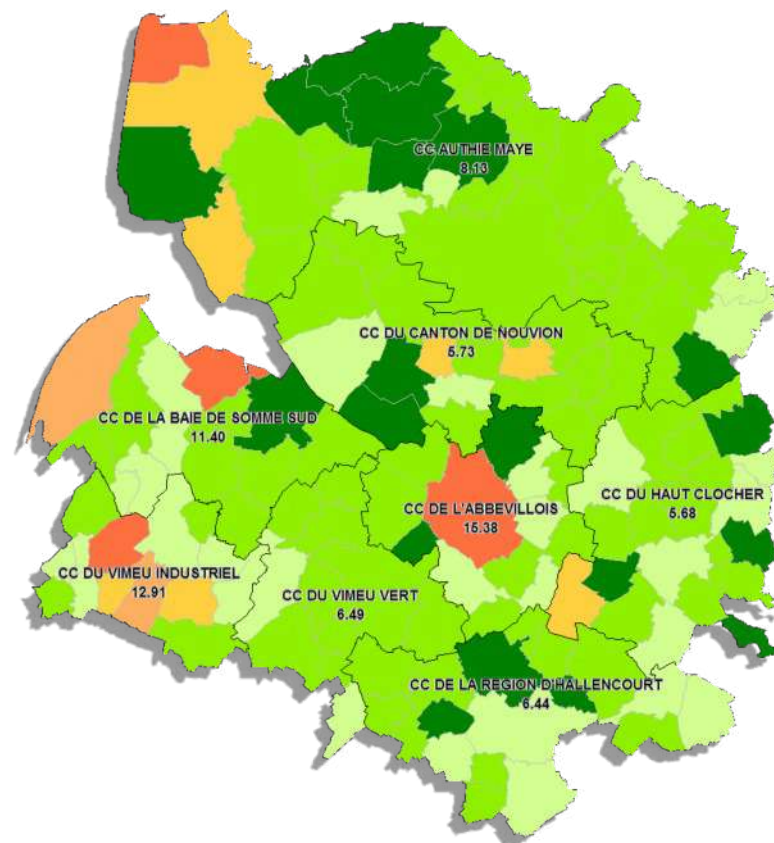 CC AUTHIE MAYE
8.13
CC DU CANTON DE NOUVION
5.73
CC DE LA BAIE DE SOMME SUD
11.40
CC DU HAUT CLOCHER
5.68
CC DE L'ABBEVILLOIS
15.38
CC DU VIMEU INDUSTRIEL
12.91
CC DU VIMEU VERT
6.49
CC DE LA REGION D'HALLENCOURT
6.44